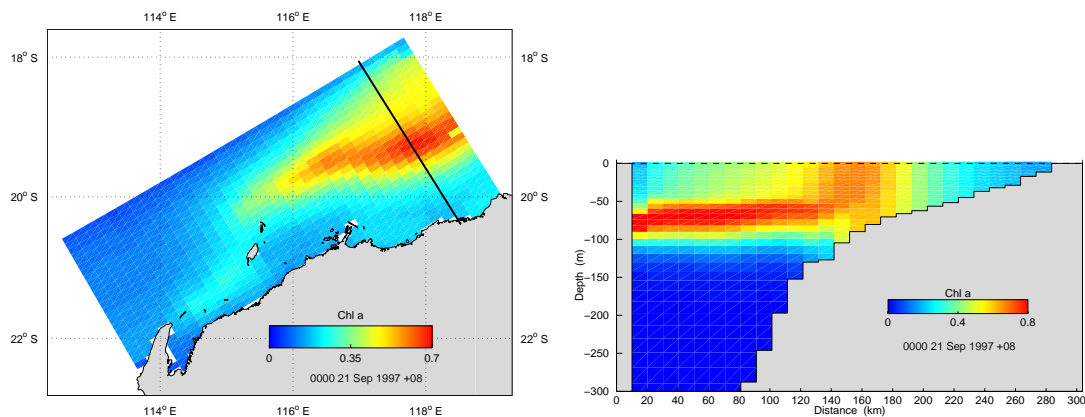 114° E 116° E 118° E
18° S 18° S
20° S 20° S
22° S 22° S
Chl a
0 0.35 0.7
0000 21 Sep 1997 +08
114° E 116° E 118° E
0
−50
−100
−150
−200
−250
−300
Depth (m)
Chl a
0 0.4 0.8
0000 21 Sep 1997 +08
0 20 40 60 80 100 120 140 160 180 200 220 240 260 280 300
Distance (km)